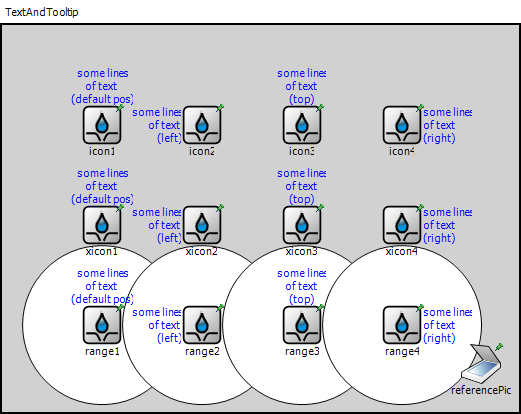 TextAndTooltip
some lines
of text
(default pos)
some lines
of text
(left)
some lines
of text
(top)
some lines
of text
(right)
icon1
icon2
icon3
icon4
some lines
of text
(default pos)
some lines
of text
(left)
some lines
of text
(top)
some lines
of text
(right)
xicon1
xicon2
xicon3
xicon4
some lines
of text
(default pos)
some lines
of text
(left)
some lines
of text
(top)
some lines
of text
(right)
range1
range2
range3
range4
referencePic